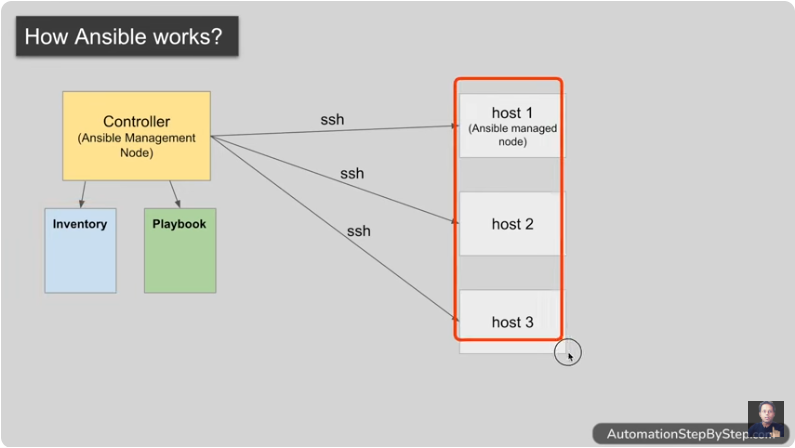 How Ansible works?
Controller
(Ansible Management
Node)
Inventory
Playbook
ssh
ssh
ssh
host 1
(Ansible managed
node)
host 2
host 3
AutomationStepByStep.com